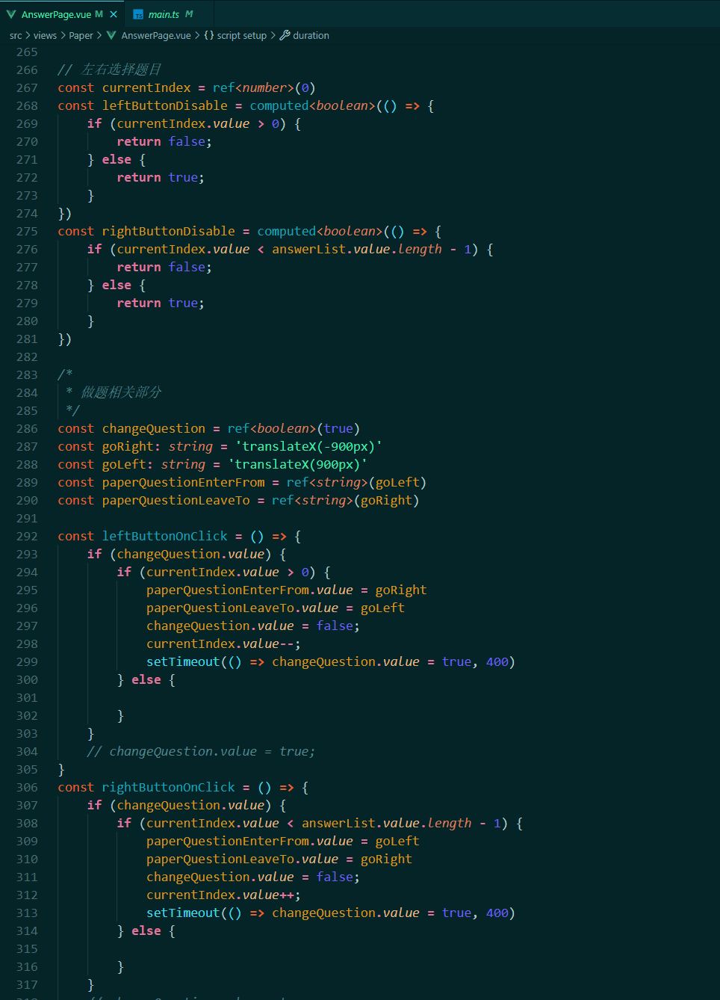 AnswerPage.vue M ×
TS main.ts M
src > views > Paper > AnswerPage.vue > {} script setup > duration
265
266 // 左右选择题目
267 const currentIndex = ref<number>(0)
268 const leftButtonDisable = computed<boolean>(() => {
269     if (currentIndex.value > 0) {
270         return false;
271     } else {
272         return true;
273     }
274 })
275 const rightButtonDisable = computed<boolean>(() => {
276     if (currentIndex.value < answerList.value.length - 1) {
277         return false;
278     } else {
279         return true;
280     }
281 })
282
283 /*
284  * 做题相关部分
285  */
286 const changeQuestion = ref<boolean>(true)
287 const goRight: string = 'translateX(-900px)'
288 const goLeft: string = 'translateX(900px)'
289 const paperQuestionEnterFrom = ref<string>(goLeft)
290 const paperQuestionLeaveTo = ref<string>(goRight)
291
292 const leftButtonOnClick = () => {
293     if (changeQuestion.value) {
294         if (currentIndex.value > 0) {
295             paperQuestionEnterFrom.value = goRight
296             paperQuestionLeaveTo.value = goLeft
297             changeQuestion.value = false;
298             currentIndex.value--;
299             setTimeout(() => changeQuestion.value = true, 400)
300         } else {
301
302         }
303     }
304     // changeQuestion.value = true;
305 }
306 const rightButtonOnClick = () => {
307     if (changeQuestion.value) {
308         if (currentIndex.value < answerList.value.length - 1) {
309             paperQuestionEnterFrom.value = goLeft
310             paperQuestionLeaveTo.value = goRight
311             changeQuestion.value = false;
312             currentIndex.value++;
313             setTimeout(() => changeQuestion.value = true, 400)
314         } else {
315
316         }
317     }